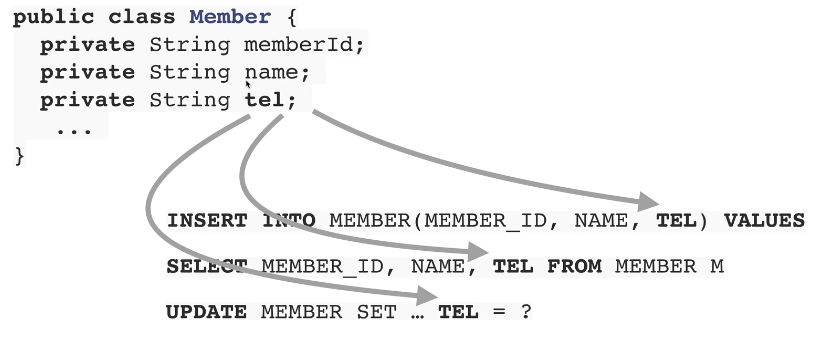 public class Member {
private String memberId;
private String name;
private String tel;
...
}
INSERT INTO MEMBER(MEMBER_ID, NAME, TEL) VALUES
SELECT MEMBER_ID, NAME, TEL FROM MEMBER M
UPDATE MEMBER SET … TEL = ?